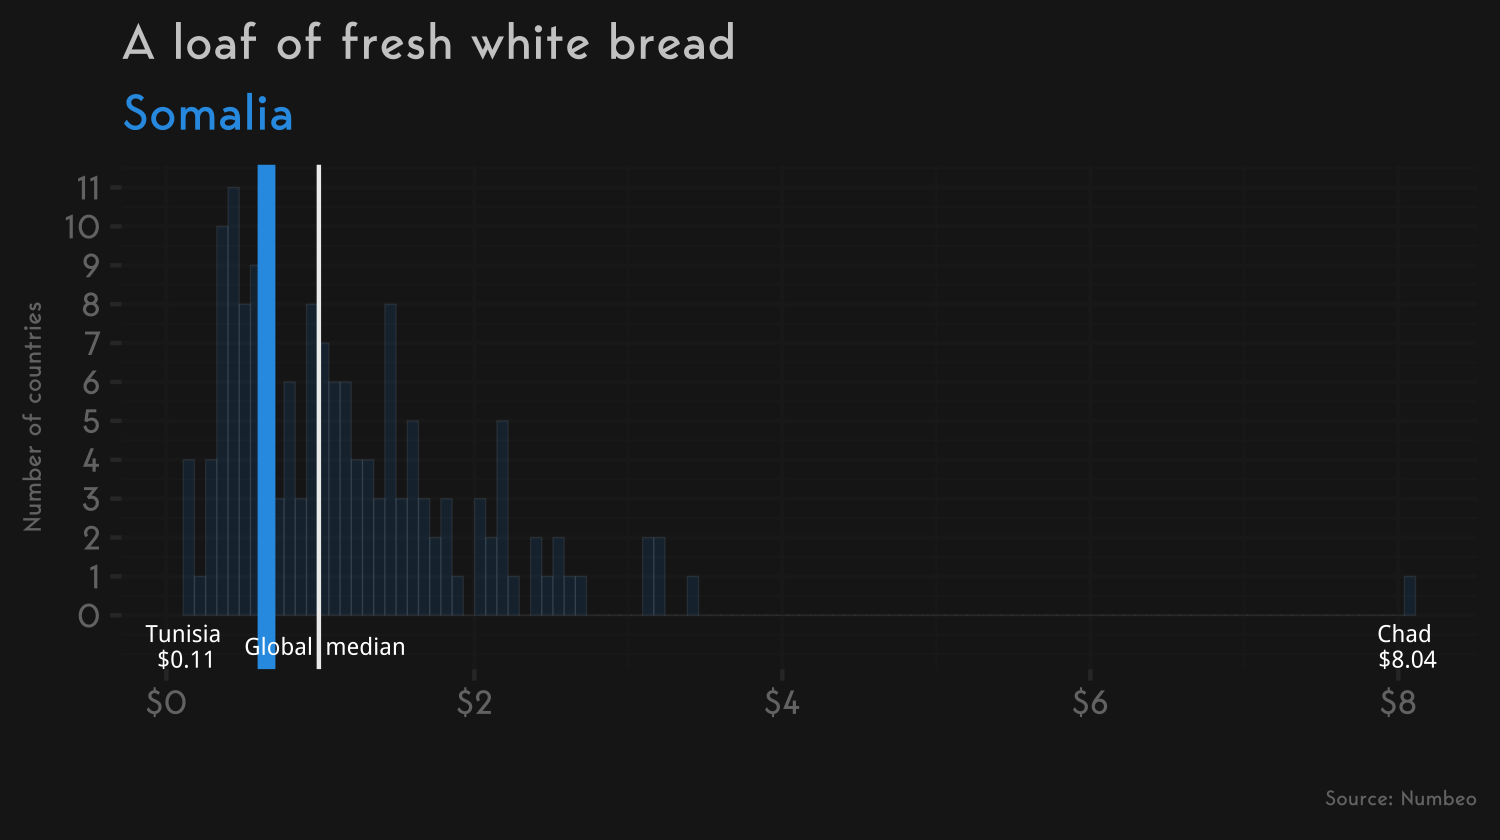 A loaf of fresh white bread
Somalia
Number of countries
11
10
9
8
7
6
5
4
3
2
1
0
Tunisia
$0.11
Global median
Chad
$8.04
$0 $2 $4 $6 $8
Source: Numbeo